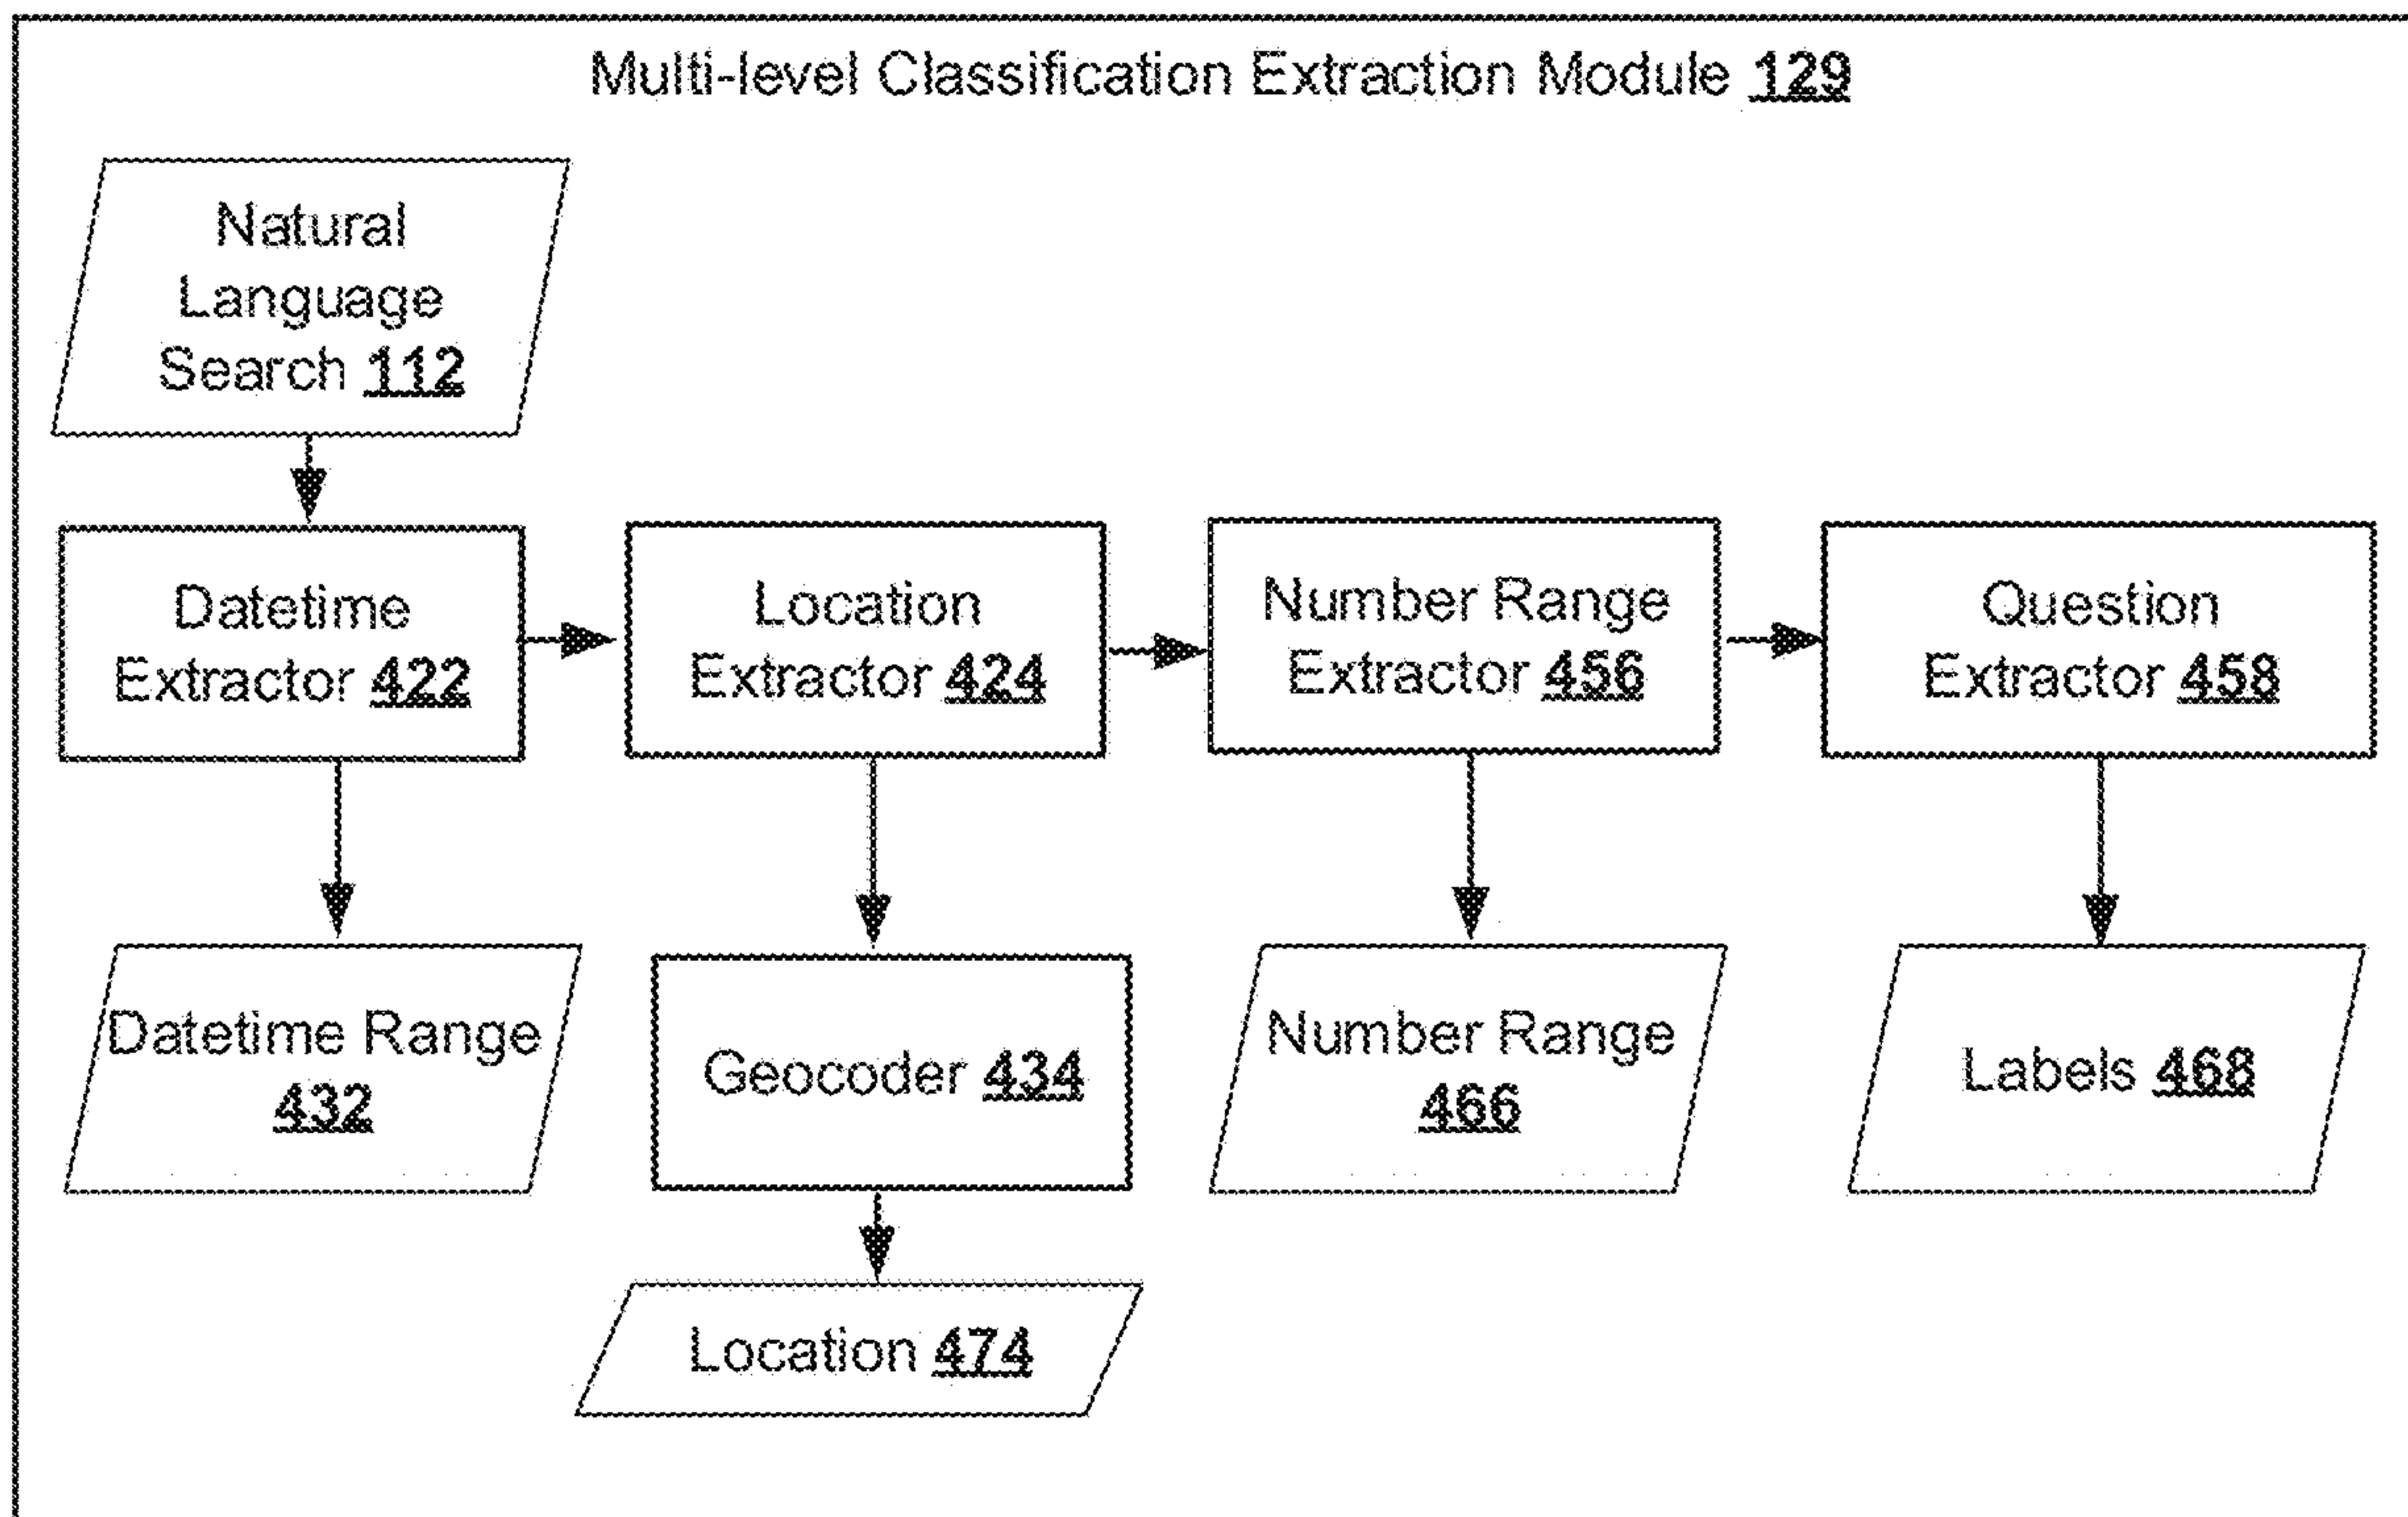 Multi-level Classification Extraction Module 129
Natural
Language
Search 112
Datetime
Extractor 422
Location
Extractor 424
Number Range
Extractor 456
Question
Extractor 458
Datetime Range
432
Geocoder 434
Number Range
466
Labels 468
Location 474